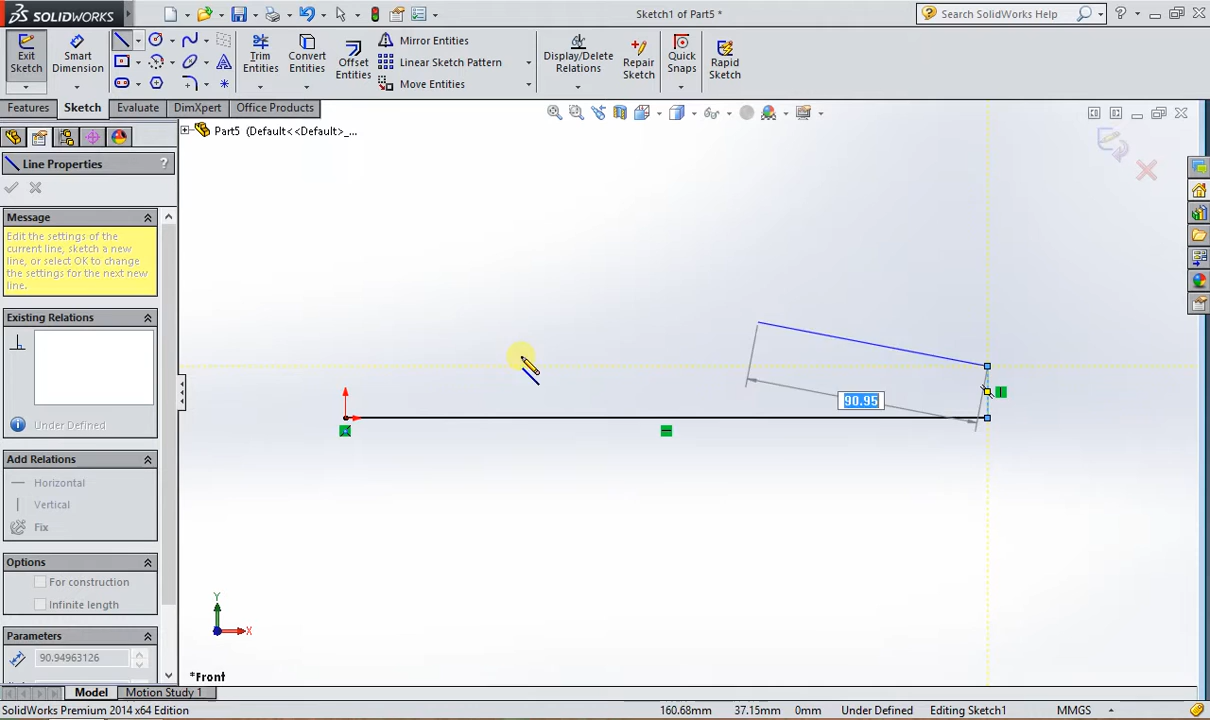 SOLIDWORKS
Sketch1 of Part5 *
Search SolidWorks Help
Exit Sketch
Smart Dimension
Trim Entities
Convert Entities
Offset Entities
Mirror Entities
Linear Sketch Pattern
Move Entities
Display/Delete Relations
Repair Sketch
Quick Snaps
Rapid Sketch
Features
Sketch
Evaluate
DimXpert
Office Products
Part5 (Default<<Default>_...
Line Properties
?
Message
Edit the settings of the
current line, sketch a new
line, or select OK to change
the settings for the next new
line.
Existing Relations
Under Defined
Add Relations
Horizontal
Vertical
Fix
Options
For construction
Infinite length
Parameters
90.94963126
90.95
Y
X
*Front
Model
Motion Study 1
SolidWorks Premium 2014 x64 Edition
160.68mm
37.15mm
0mm
Under Defined
Editing Sketch1
MMGS